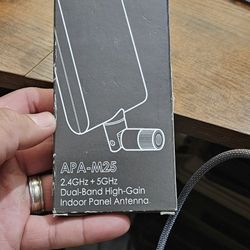 APA-M25
2.4GHz + 5GHz
Dual-Band High-Gain
Indoor Panel Antenna